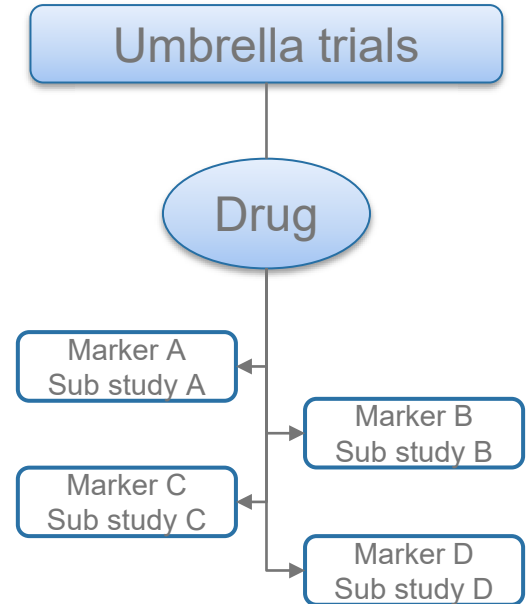 Umbrella trials
Drug
Marker A
Sub study A
Marker B
Sub study B
Marker C
Sub study C
Marker D
Sub study D